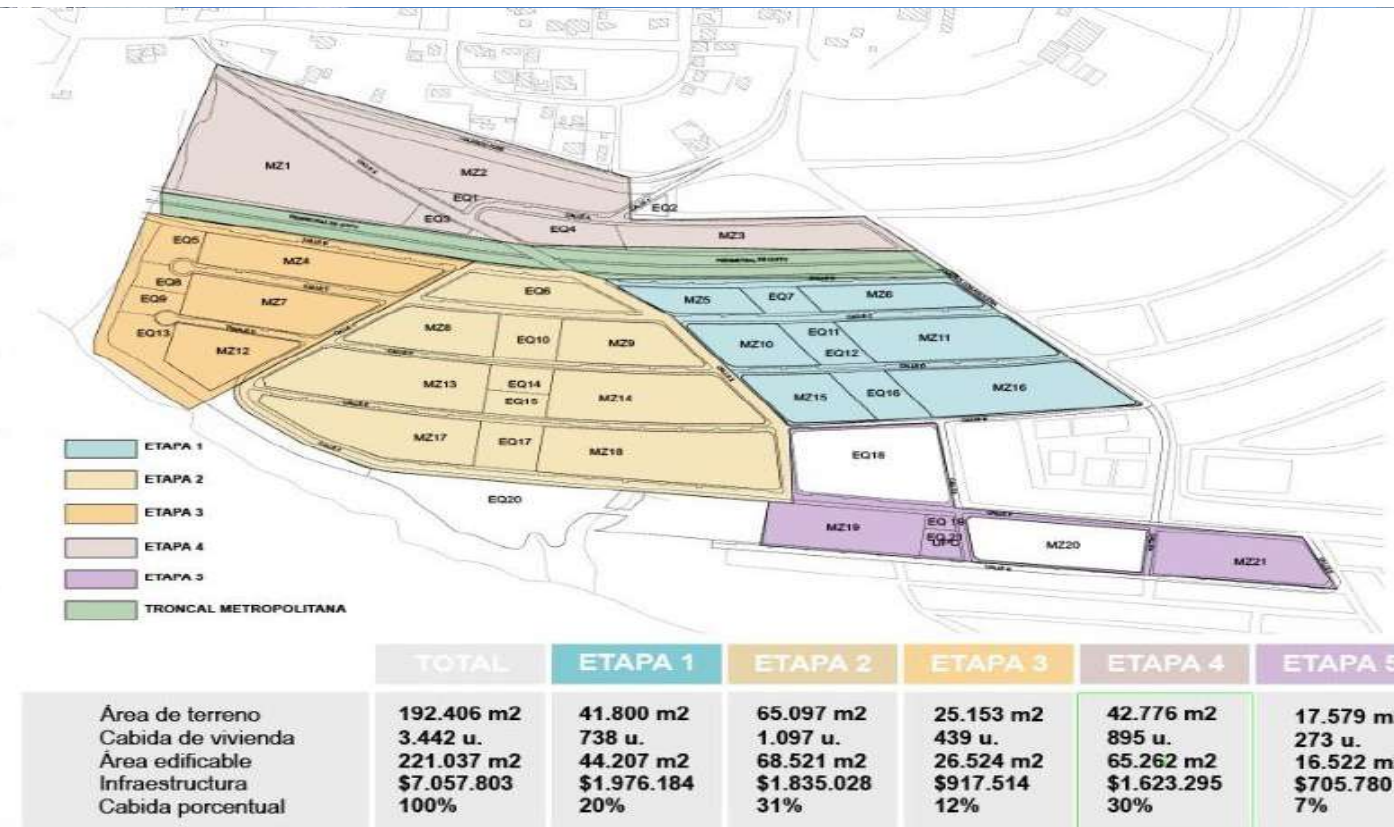 MZ1
MZ2
EQ1
EQ2
EQ3
EQ4
MZ3
EQ5
MZ4
EQ8
EQ9
MZ7
EQ13
MZ12
EQ6
MZ5
EQ7
MZ6
MZ8
EQ10
MZ9
MZ10
EQ11
EQ12
MZ11
MZ13
EQ14
EQ15
MZ14
MZ15
EQ16
MZ16
MZ17
EQ17
MZ18
EQ18
EQ20
MZ19
EQ 19
UPC
MZ20
MZ21
ETAPA 1
ETAPA 2
ETAPA 3
ETAPA 4
ETAPA 5
TRONCAL METROPOLITANA
TOTAL ETAPA 1 ETAPA 2 ETAPA 3 ETAPA 4 ETAPA 5
Área de terreno 192.406 m2 41.800 m2 65.097 m2 25.153 m2 42.776 m2 17.579 m
Cabida de vivienda 3.442 u. 738 u. 1.097 u. 439 u. 895 u. 273 u.
Área edificable 221.037 m2 44.207 m2 68.521 m2 26.524 m2 65.262 m2 16.522 m
Infraestructura $7.057.803 $1.976.184 $1.835.028 $917.514 $1.623.295 $705.780
Cabida porcentual 100% 20% 31% 12% 30% 7%